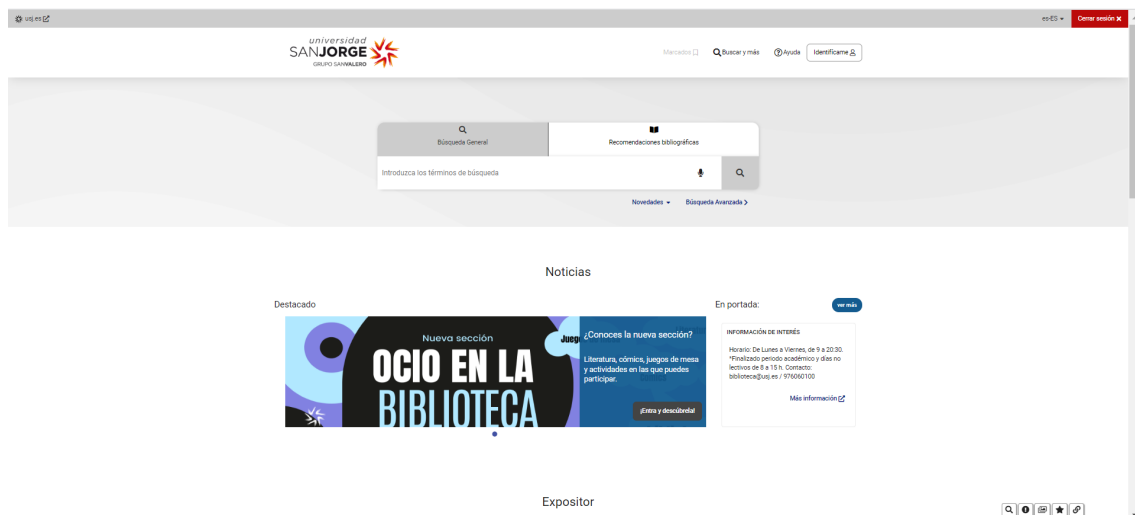 usj.es
es-ES
Cerrar sesión
universidad
SANJORGE
GRUPO SANVALERO
Marcados
Buscar y más
Ayuda
Identifícame
Búsqueda General
Recomendaciones bibliográficas
Introduzca los términos de búsqueda
Novedades
Búsqueda Avanzada
Noticias
Destacado
Nueva sección
OCIO EN LA
BIBLIOTECA
¿Conoces la nueva sección?
Literatura, cómics, juegos de mesa
y actividades en las que puedes
participar.
¡Entra y descúbrela!
En portada:
ver más
INFORMACIÓN DE INTERÉS
Horario: De Lunes a Viernes, de 9 a 20:30.
*Finalizado periodo académico y días no
lectivos de 8 a 15 h. Contacto:
biblioteca@usj.es / 976060100
Más información
Expositor